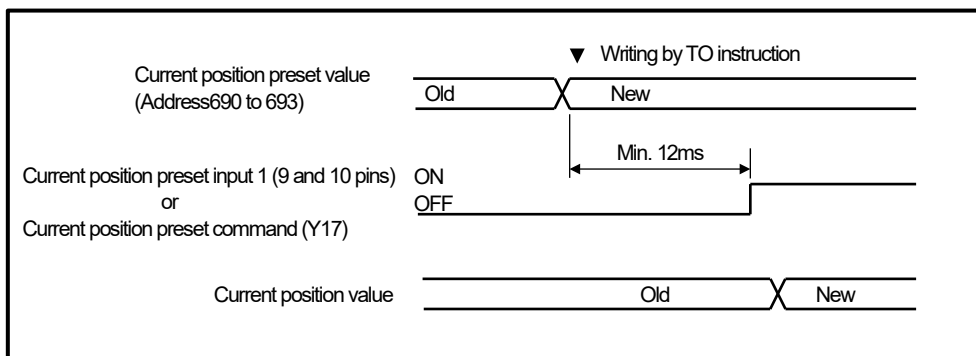 ▼ Writing by TO instruction
Current position preset value
(Address690 to 693)
Old
New
Min. 12ms
Current position preset input 1 (9 and 10 pins)
ON
or
OFF
Current position preset command (Y17)
Current position value
Old
New